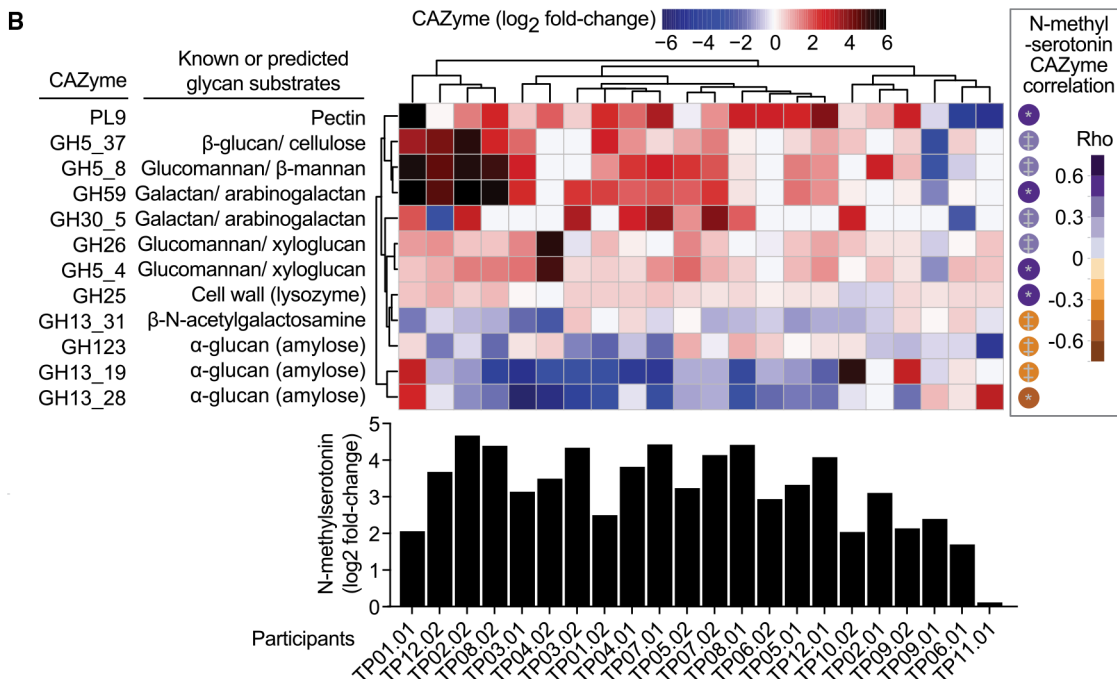 B
CAZyme (log2 fold-change)
−6 −4 −2 0 2 4 6
N-methyl
-serotonin
CAZyme
correlation
CAZyme
Known or predicted
glycan substrates
PL9 Pectin *
GH5_37 β-glucan/ cellulose ‡
GH5_8 Glucomannan/ β-mannan ‡
GH59 Galactan/ arabinogalactan *
GH30_5 Galactan/ arabinogalactan ‡
GH26 Glucomannan/ xyloglucan ‡
GH5_4 Glucomannan/ xyloglucan *
GH25 Cell wall (lysozyme) *
GH13_31 β-N-acetylgalactosamine ‡
GH123 α-glucan (amylose) ‡
GH13_19 α-glucan (amylose) ‡
GH13_28 α-glucan (amylose) *
Rho
0.6
0.3
0
-0.3
-0.6
N-methylserotonin
(log2 fold-change)
5
4
3
2
1
0
Participants
TP01.01 TP12.02 TP02.02 TP08.02 TP03.01 TP04.02 TP03.02 TP01.02 TP04.01 TP07.01 TP05.02 TP07.02 TP08.01 TP06.02 TP05.01 TP12.01 TP10.02 TP02.01 TP09.02 TP09.01 TP06.01 TP11.01